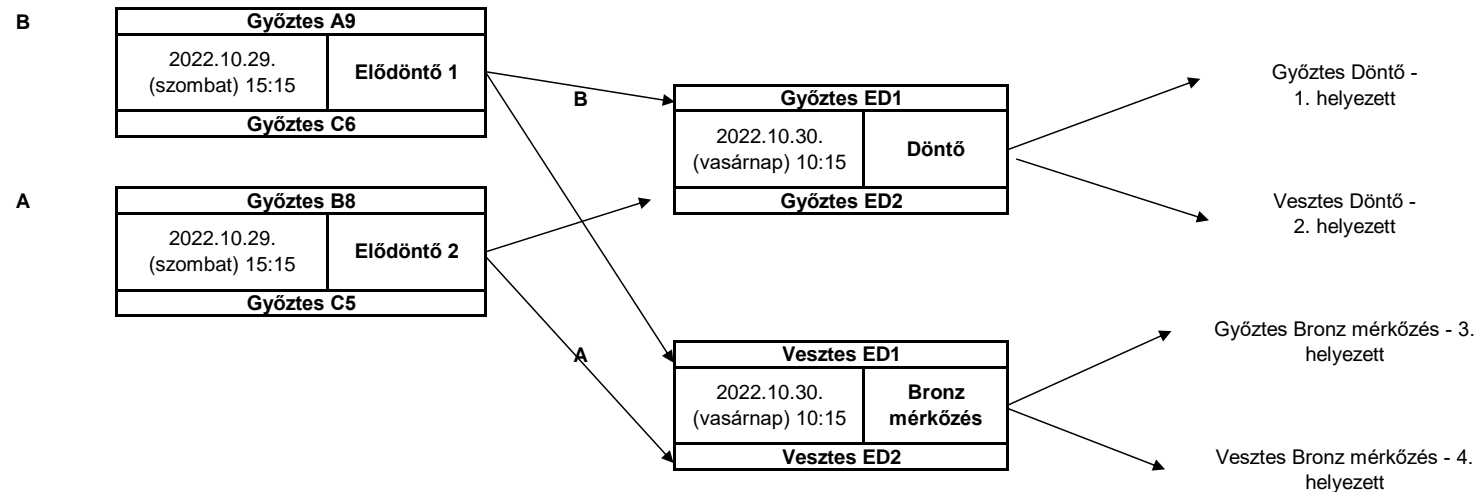 B
Győztes A9
2022.10.29.
(szombat) 15:15
Elődöntő 1
Győztes C6
A
Győztes B8
2022.10.29.
(szombat) 15:15
Elődöntő 2
Győztes C5
B
Győztes ED1
2022.10.30.
(vasárnap) 10:15
Döntő
Győztes ED2
A
Vesztes ED1
2022.10.30.
(vasárnap) 10:15
Bronz
mérkőzés
Vesztes ED2
Győztes Döntő -
1. helyezett
Vesztes Döntő -
2. helyezett
Győztes Bronz mérkőzés - 3.
helyezett
Vesztes Bronz mérkőzés - 4.
helyezett